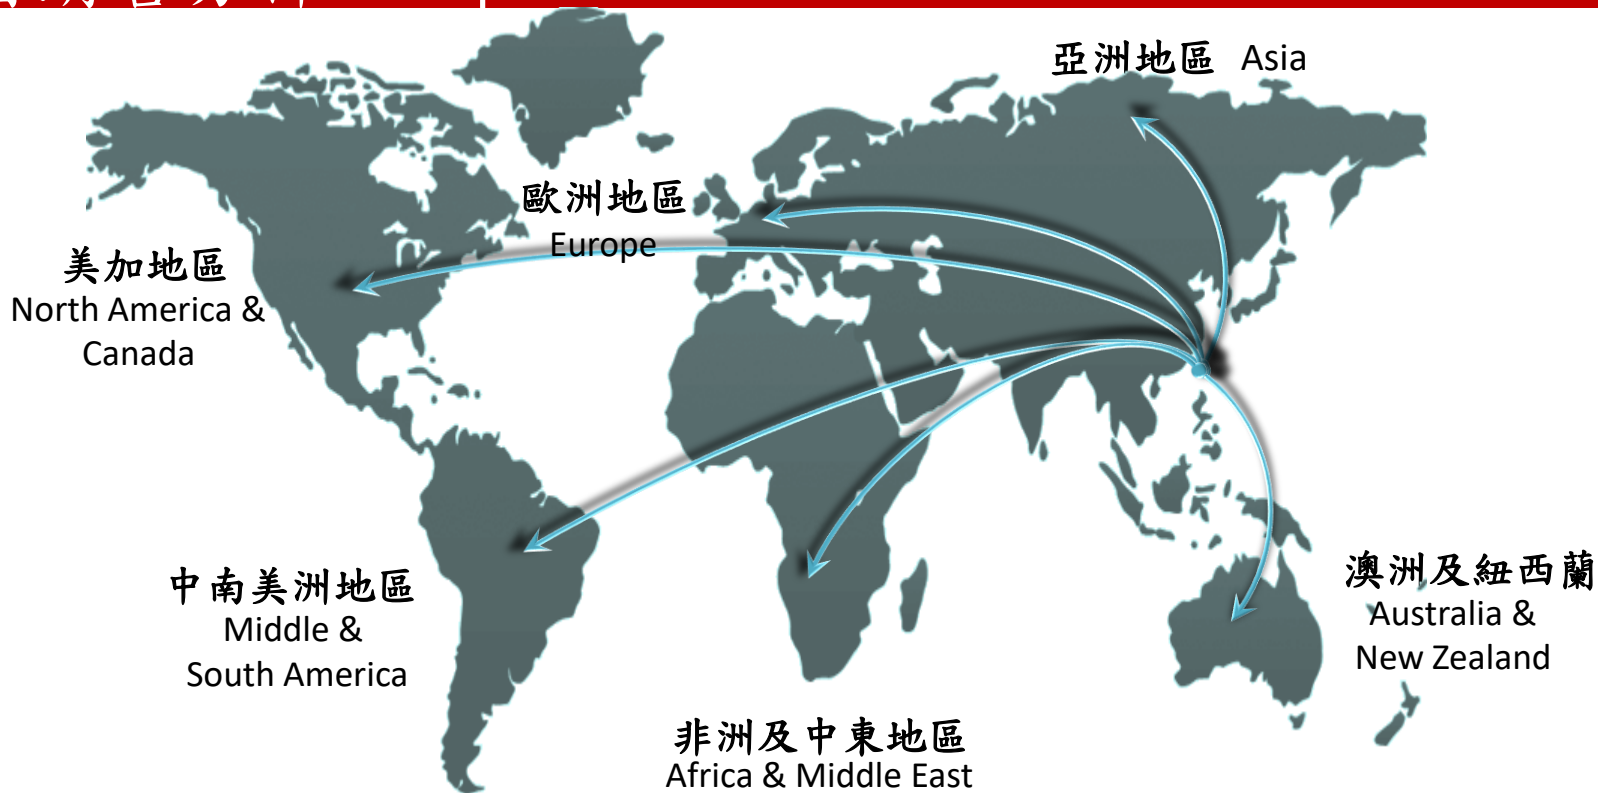 亞洲地區 Asia
歐洲地區
Europe
美加地區
North America &
Canada
中南美洲地區
Middle &
South America
澳洲及紐西蘭
Australia &
New Zealand
非洲及中東地區
Africa & Middle East